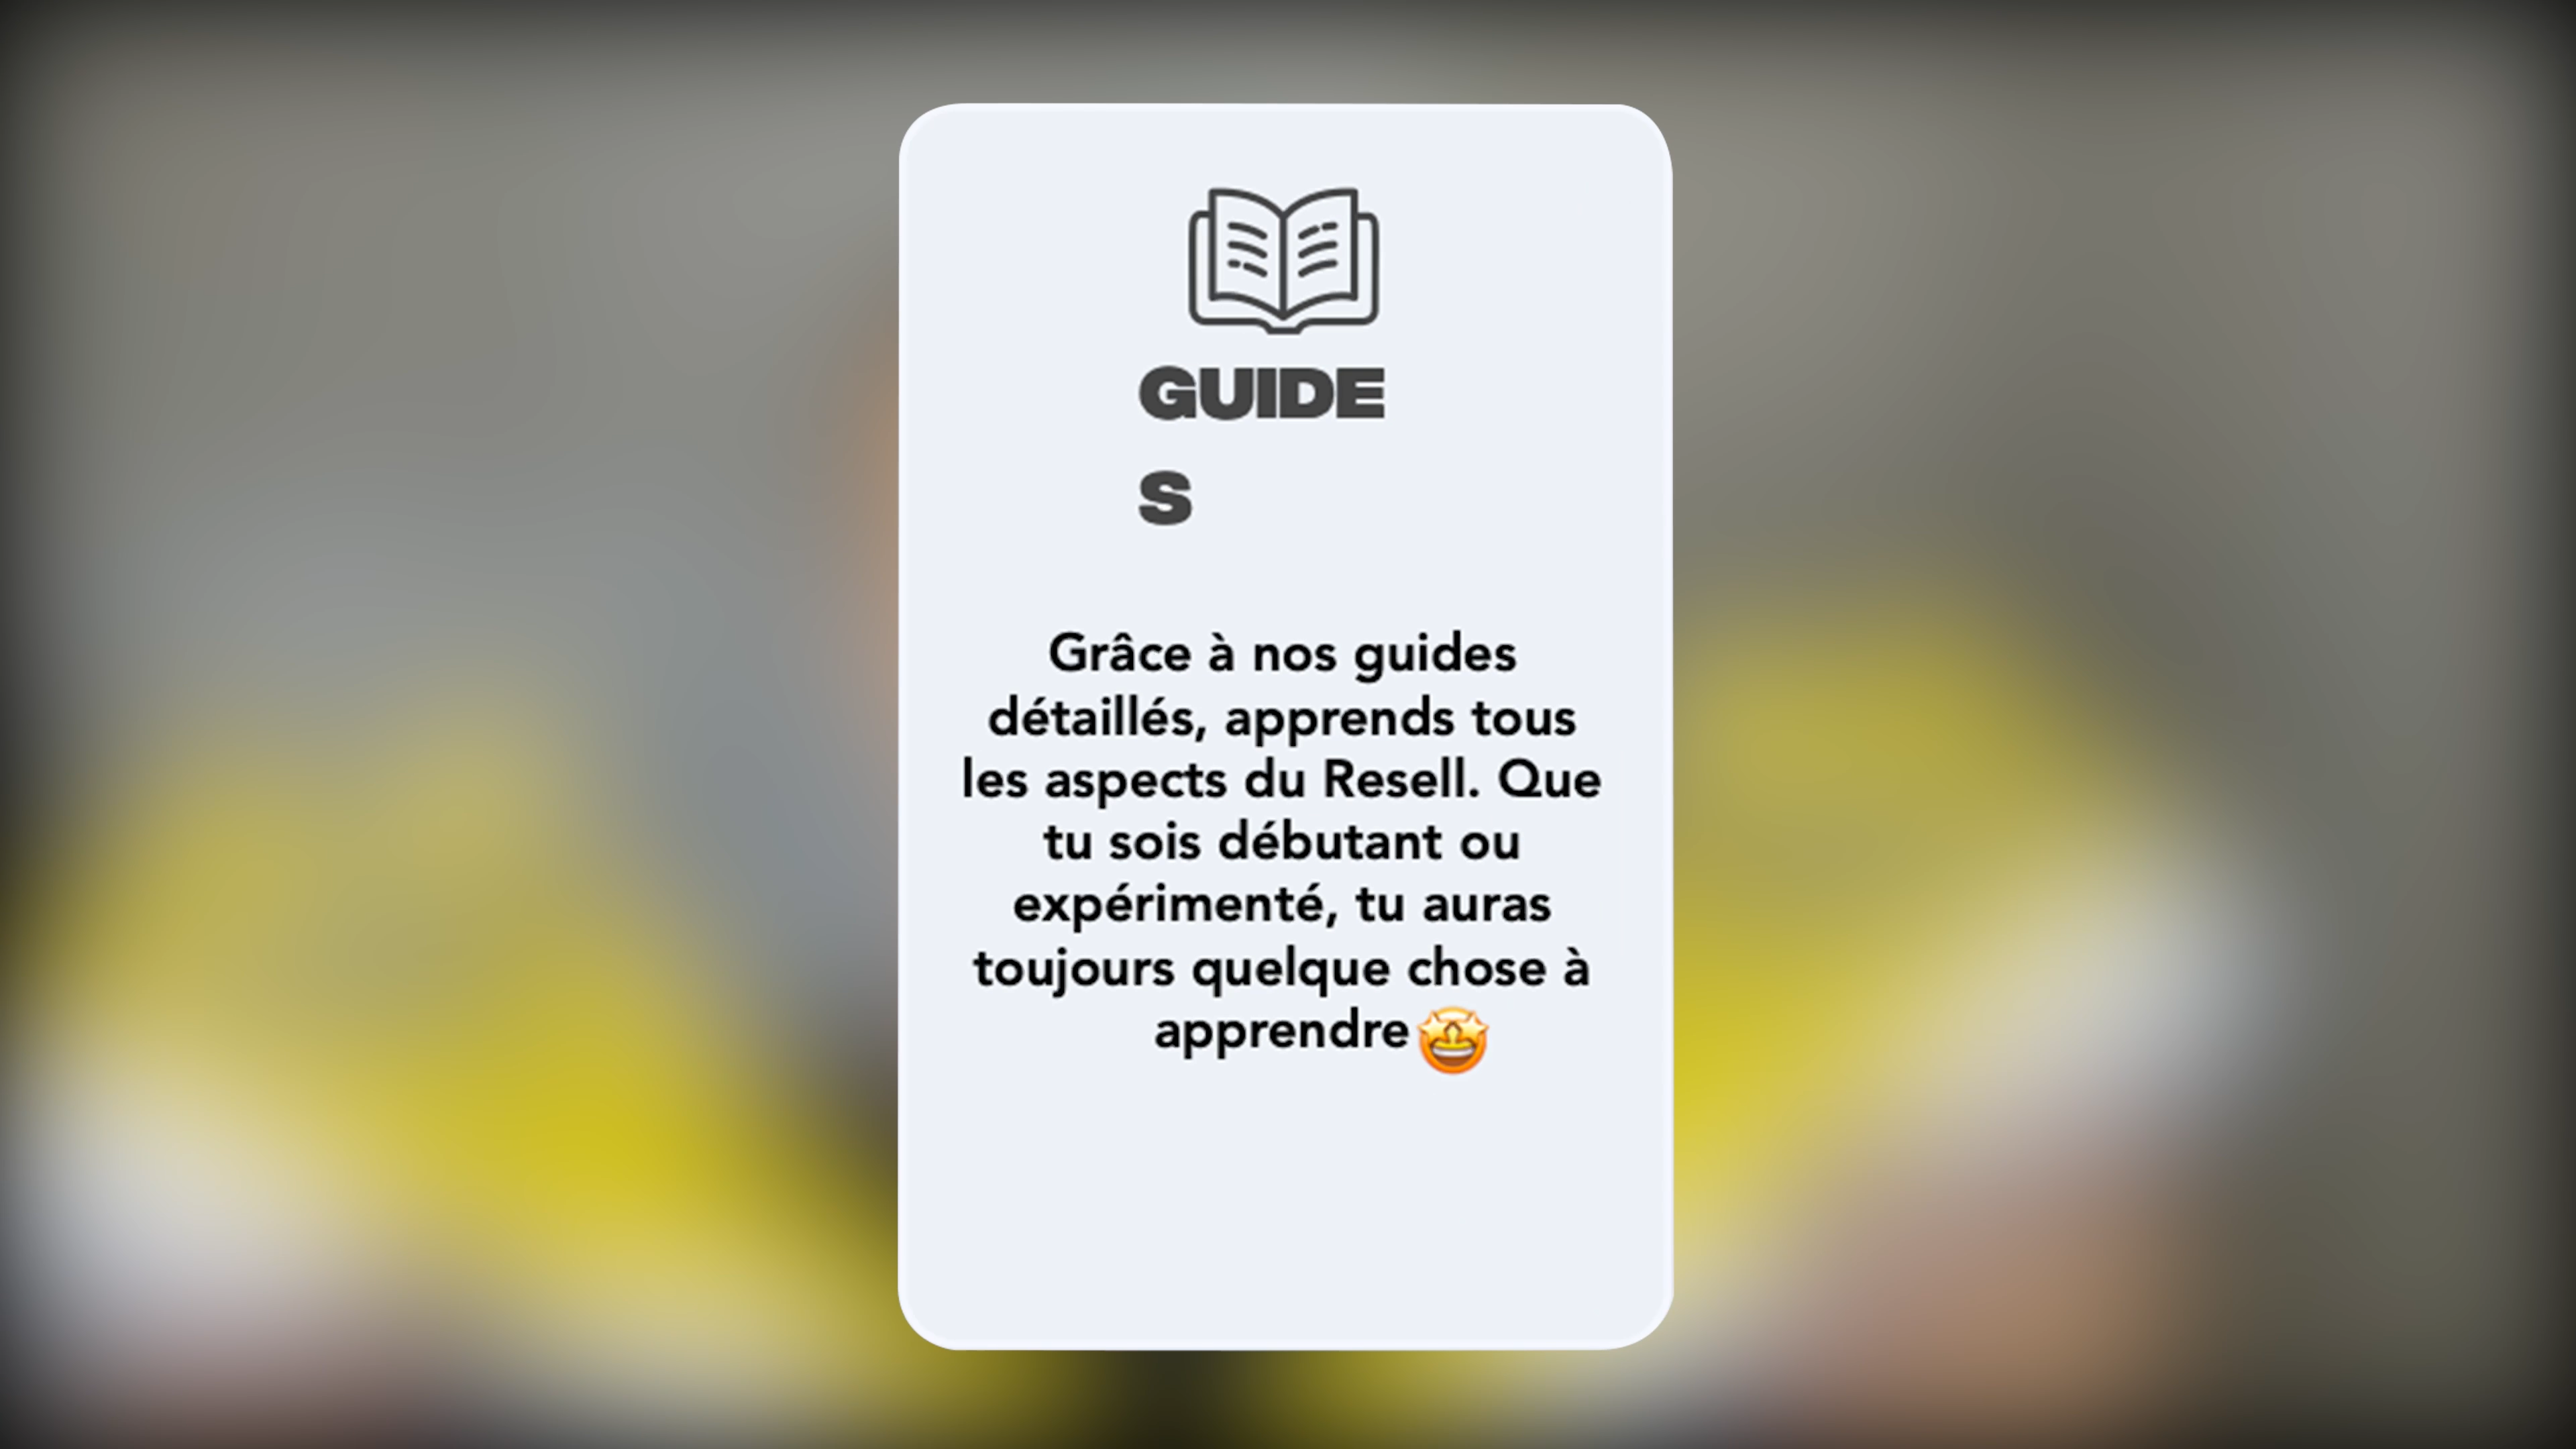 GUIDE
S
Grâce à nos guides
détaillés, apprends tous
les aspects du Resell. Que
tu sois débutant ou
expérimenté, tu auras
toujours quelque chose à
apprendre🤩